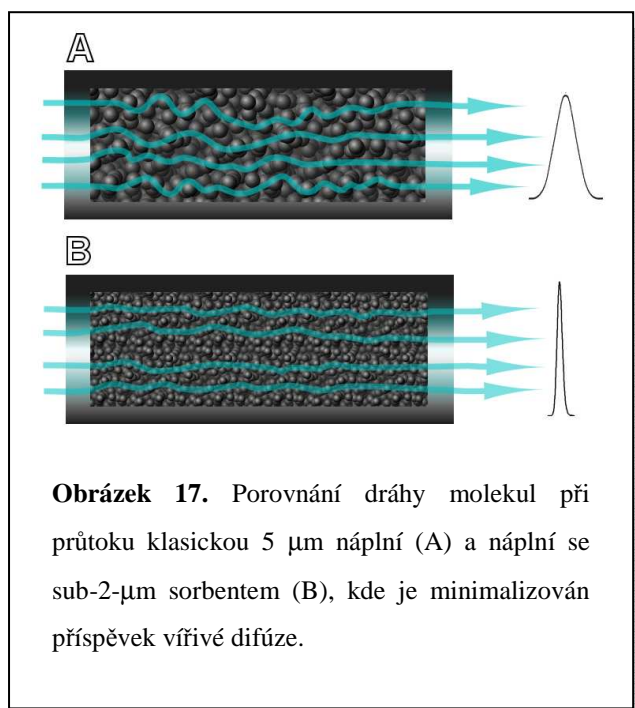 A
B
Obrázek 17. Porovnání dráhy molekul při
průtoku klasickou 5 μm náplní (A) a náplní se
sub-2-μm sorbentem (B), kde je minimalizován
příspěvek vířivé difúze.